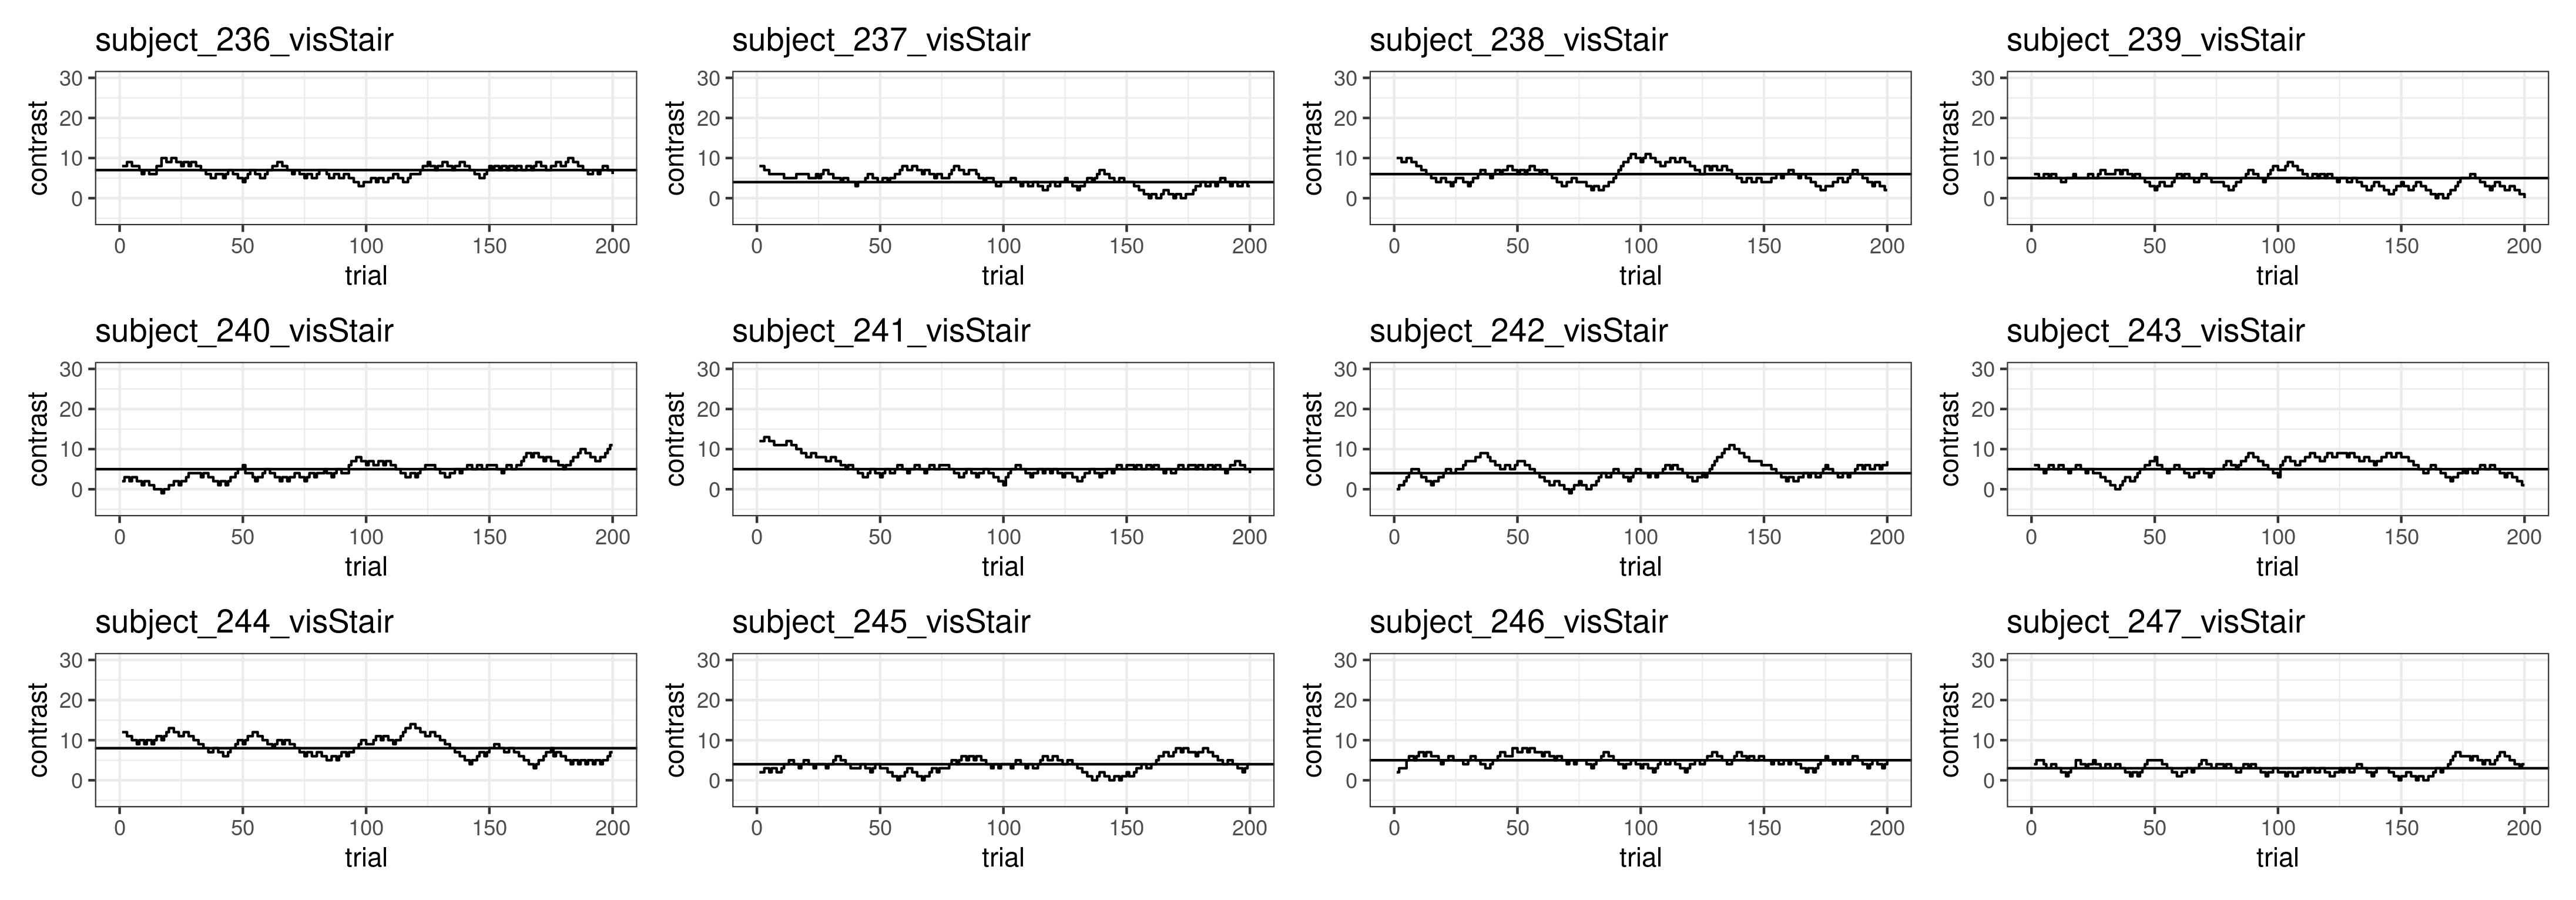 subject_236_visStair
subject_237_visStair
subject_238_visStair
subject_239_visStair
30
20
10
0
contrast
0 50 100 150 200
trial
30
20
10
0
contrast
0 50 100 150 200
trial
30
20
10
0
contrast
0 50 100 150 200
trial
30
20
10
0
contrast
0 50 100 150 200
trial
subject_240_visStair
subject_241_visStair
subject_242_visStair
subject_243_visStair
30
20
10
0
contrast
0 50 100 150 200
trial
30
20
10
0
contrast
0 50 100 150 200
trial
30
20
10
0
contrast
0 50 100 150 200
trial
30
20
10
0
contrast
0 50 100 150 200
trial
subject_244_visStair
subject_245_visStair
subject_246_visStair
subject_247_visStair
30
20
10
0
contrast
0 50 100 150 200
trial
30
20
10
0
contrast
0 50 100 150 200
trial
30
20
10
0
contrast
0 50 100 150 200
trial
30
20
10
0
contrast
0 50 100 150 200
trial